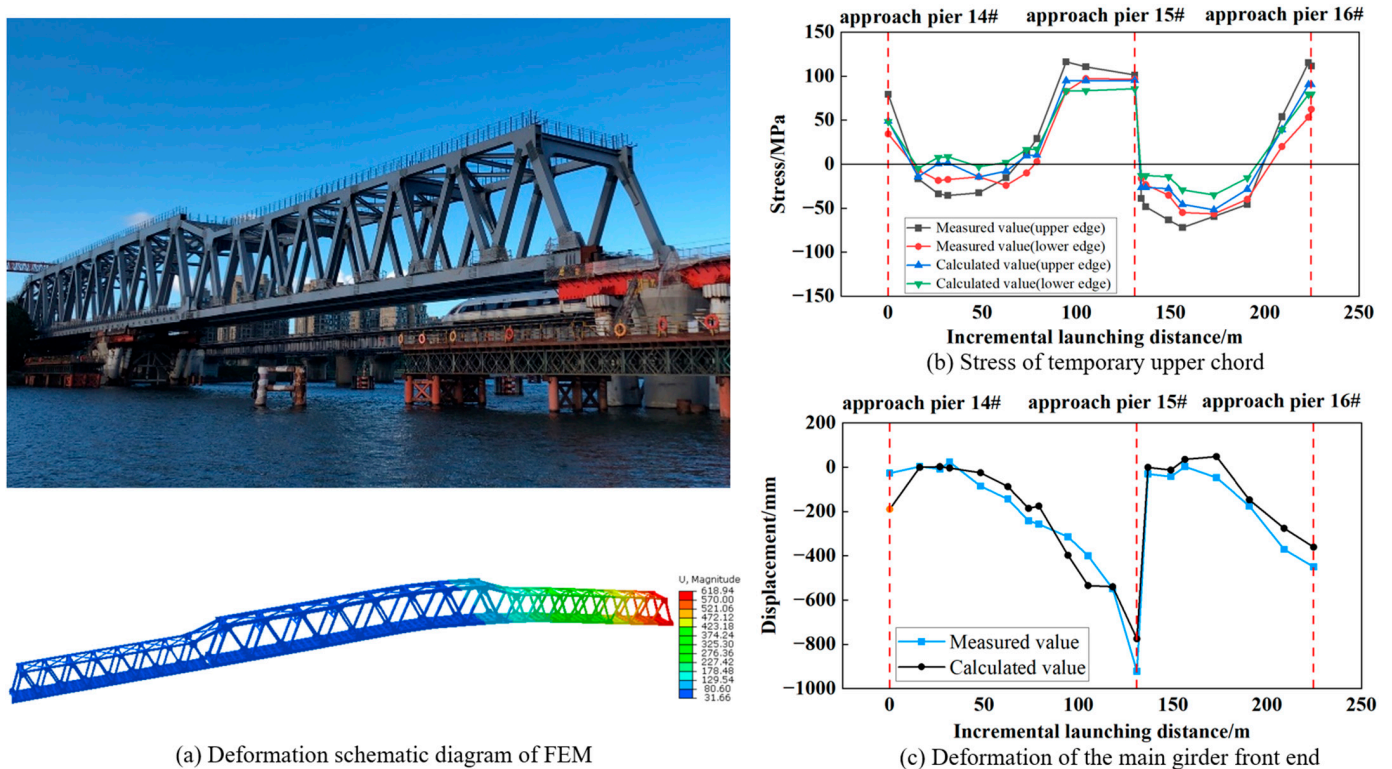 U, Magnitude
618.94
570.00
521.06
472.12
423.18
374.24
325.30
276.36
227.42
178.48
129.54
80.60
31.66
(a) Deformation schematic diagram of FEM
approach pier 14# approach pier 15# approach pier 16#
150
100
50
0
−50
−100
−150
Stress/MPa
Measured value(upper edge)
Measured value(lower edge)
Calculated value(upper edge)
Calculated value(lower edge)
0 50 100 150 200 250
Incremental launching distance/m
(b) Stress of temporary upper chord
approach pier 14# approach pier 15# approach pier 16#
200
0
−200
−400
−600
−800
−1000
Displacement/mm
Measured value
Calculated value
0 50 100 150 200 250
Incremental launching distance/m
(c) Deformation of the main girder front end